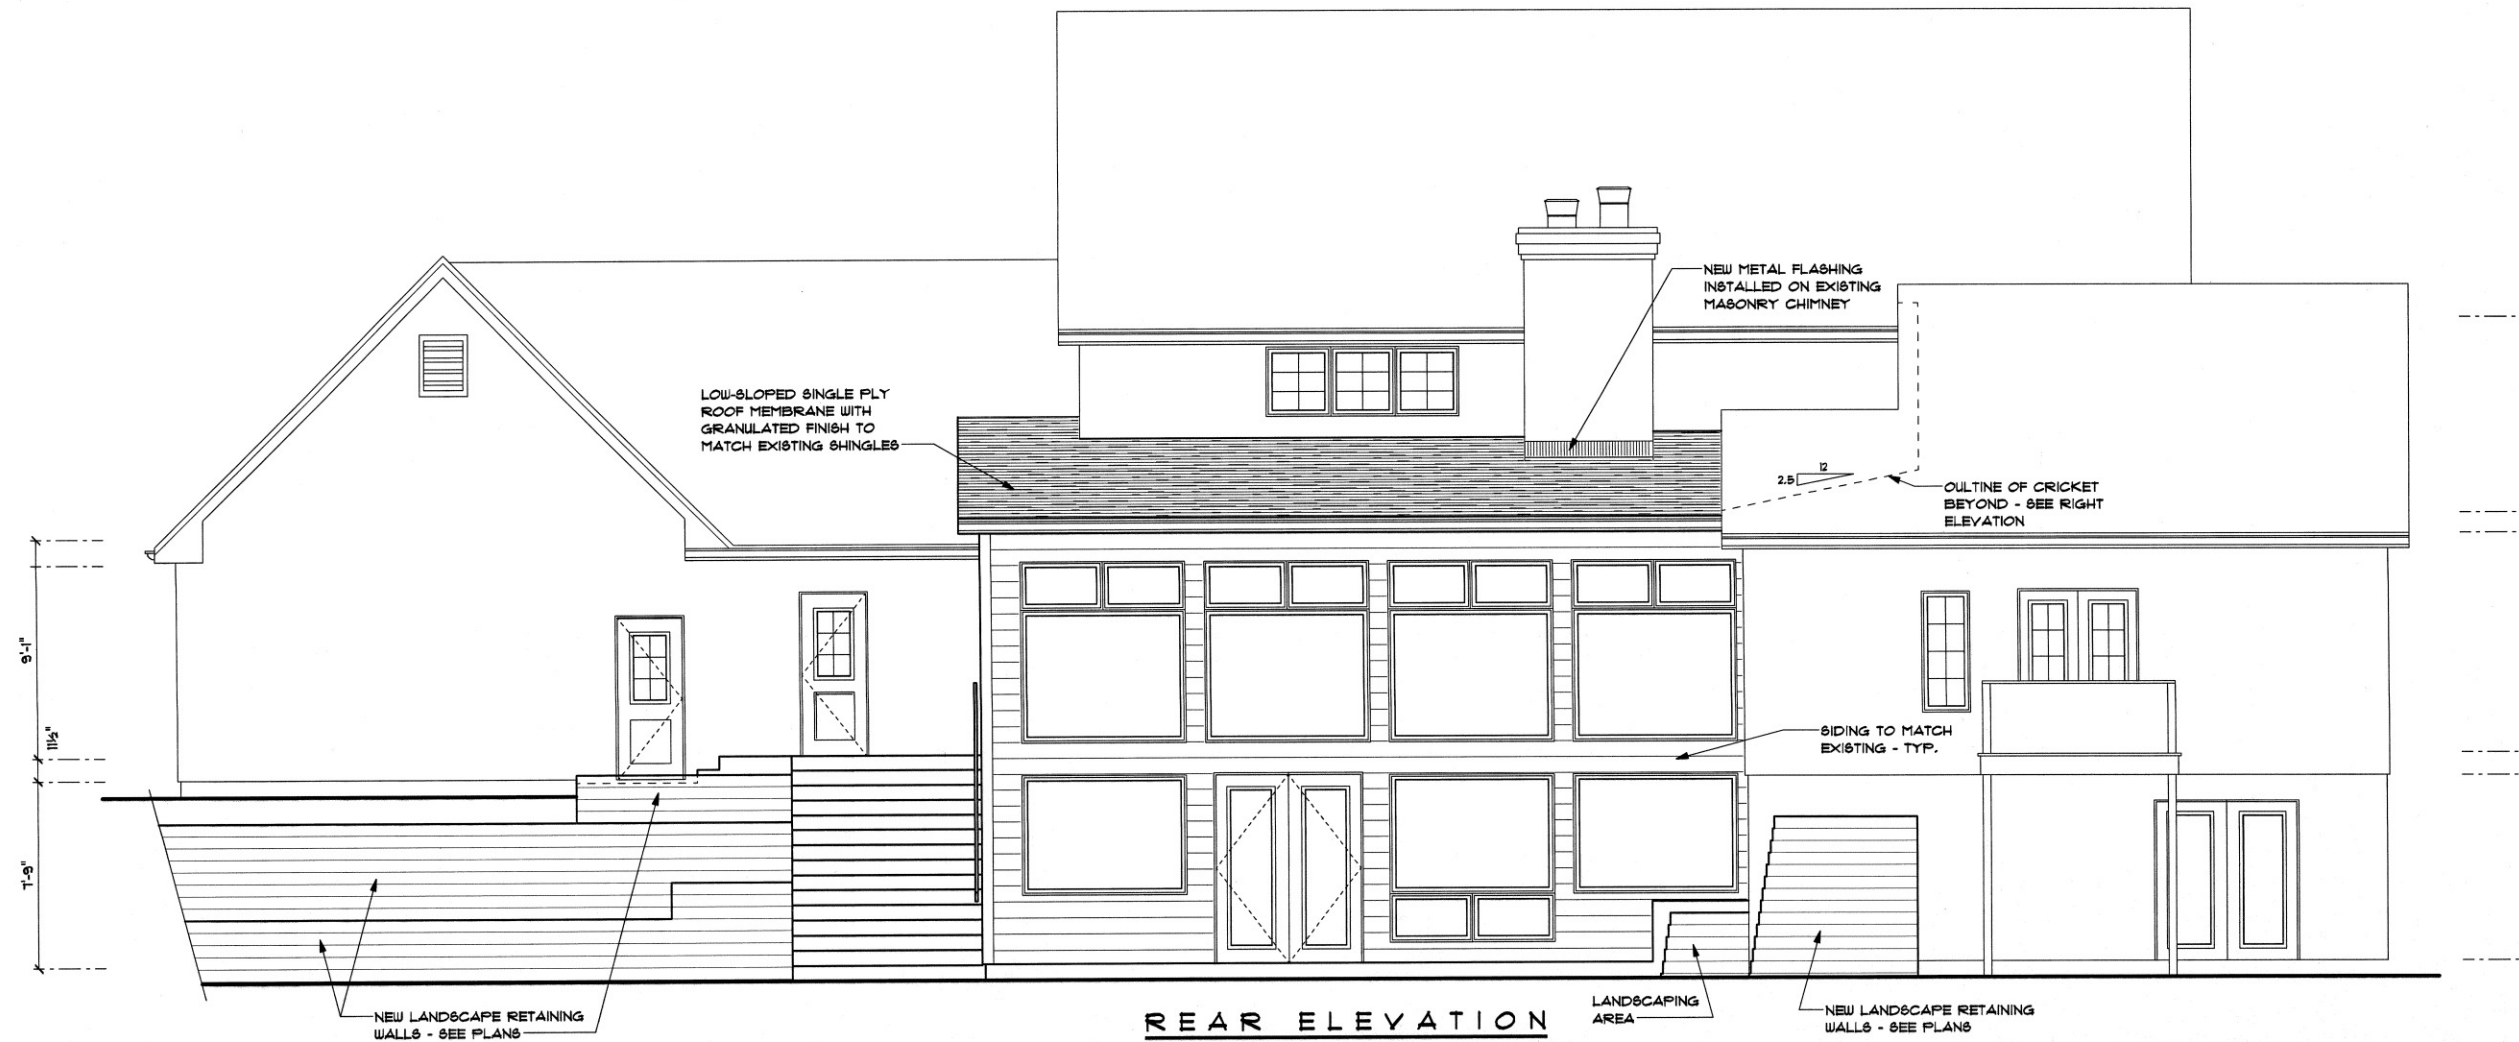 NEW METAL FLASHING
INSTALLED ON EXISTING
MASONRY CHIMNEY
LOW-SLOPED SINGLE PLY
ROOF MEMBRANE WITH
GRANULATED FINISH TO
MATCH EXISTING SHINGLES
12
2.5
OULTINE OF CRICKET
BEYOND - SEE RIGHT
ELEVATION
9'-1"
11½"
7'-9"
SIDING TO MATCH
EXISTING - TYP.
NEW LANDSCAPE RETAINING
WALLS - SEE PLANS
REAR ELEVATION
LANDSCAPING
AREA
NEW LANDSCAPE RETAINING
WALLS - SEE PLANS